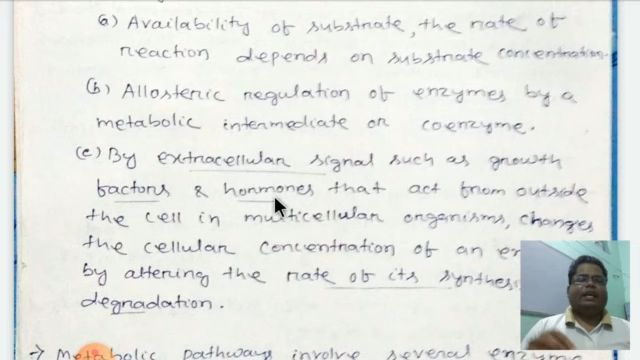 (a) Availability of substrate, the rate of
reaction depends on substrate concentration.
(b) Allosteric regulation of enzymes by a
metabolic intermediate or coenzyme.
(c) By extracellular signal such as growth
factors & hormones that act from outside
the cell in multicellular organisms, changes
the cellular concentration of an
by altering the rate of its
degradation.
→ Metabolic pathways involve several enzyme